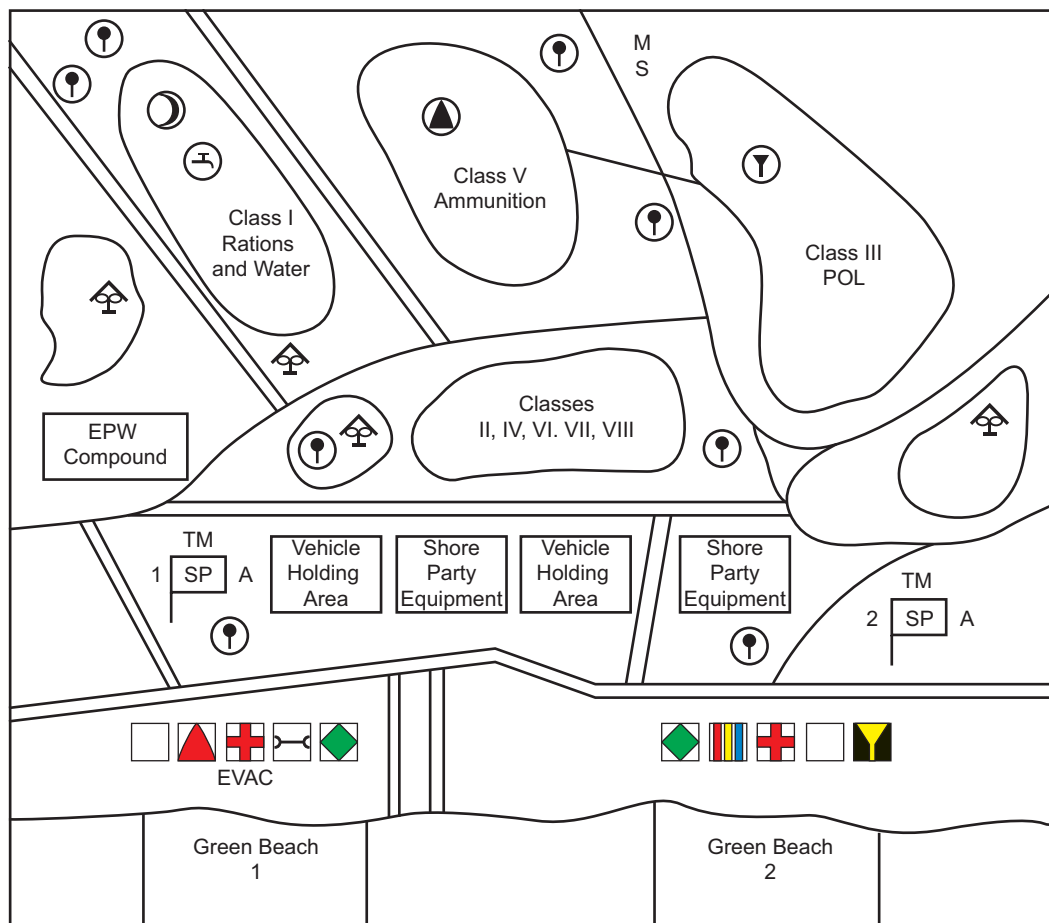 M
S
Class I
Rations
and Water
Class V
Ammunition
Class III
POL
EPW
Compound
Classes
II, IV, VI. VII, VIII
TM
1 SP A
Vehicle
Holding
Area
Shore
Party
Equipment
Vehicle
Holding
Area
Shore
Party
Equipment
TM
2 SP A
EVAC
Green Beach
1
Green Beach
2